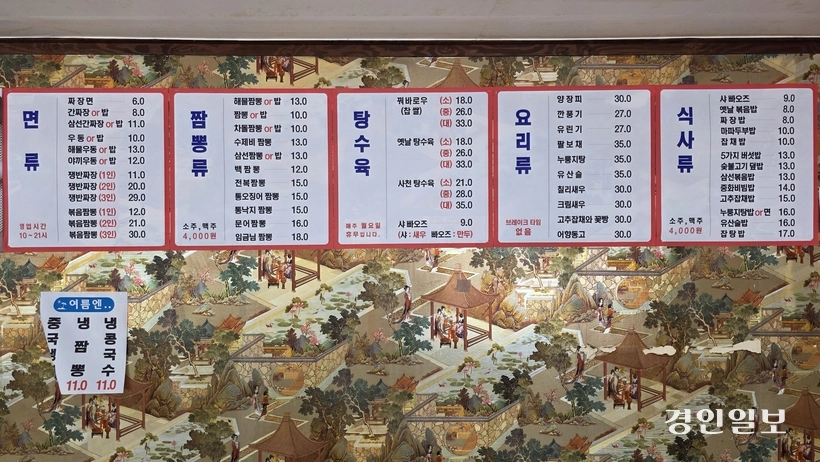 면류
짜장면 6.0
간짜장 or 밥 8.0
삼선간짜장 or 밥 11.0
우동 or 밥 10.0
해물우동 or 밥 13.0
야끼우동 or 밥 12.0
쟁반짜장 (1인) 11.0
쟁반짜장 (2인) 20.0
쟁반짜장 (3인) 29.0
볶음짬뽕 (1인) 12.0
볶음짬뽕 (2인) 21.0
볶음짬뽕 (3인) 30.0
영업시간
10~21시
짬뽕류
해물짬뽕 or 밥 13.0
짬뽕 or 밥 10.0
차돌짬뽕 or 밥 13.0
수제비 짬뽕 13.0
삼선짬뽕 or 밥 13.0
백짬뽕 12.0
전복짬뽕 15.0
통오징어 짬뽕 15.0
통낙지 짬뽕 15.0
문어짬뽕 16.0
임금님 짬뽕 18.0
소주,맥주
4,000원
탕수육
꿔바로우 (소) 18.0
(찹쌀) (중) 26.0
(대) 33.0
옛날 탕수육 (소) 18.0
(중) 26.0
(대) 33.0
사천 탕수육 (소) 21.0
(중) 28.0
(대) 35.0
샤 빠오즈 9.0
(샤 : 새우 빠오즈 : 만두)
매주 월요일
휴무입니다.
요리류
양장피 30.0
깐풍기 27.0
유린기 27.0
팔보채 35.0
누룽지탕 35.0
유산슬 35.0
칠리새우 30.0
크림새우 30.0
고추잡채와 꽃빵 30.0
어향동고 30.0
브레이크 타임
없음
식사류
샤 빠오즈 9.0
옛날 볶음밥 8.0
짜장밥 8.0
마파두부밥 10.0
잡채밥 10.0
5가지 버섯밥 13.0
숯불고기 덮밥 13.0
삼선볶음밥 13.0
중화비빔밥 14.0
고추잡채밥 15.0
누룽지탕밥 or 면 16.0
유산슬밥 16.0
잡탕밥 17.0
소주,맥주
4,000원
여름엔..
중국냉
냉짬뽕 11.0
냉콩국수 11.0
경인일보